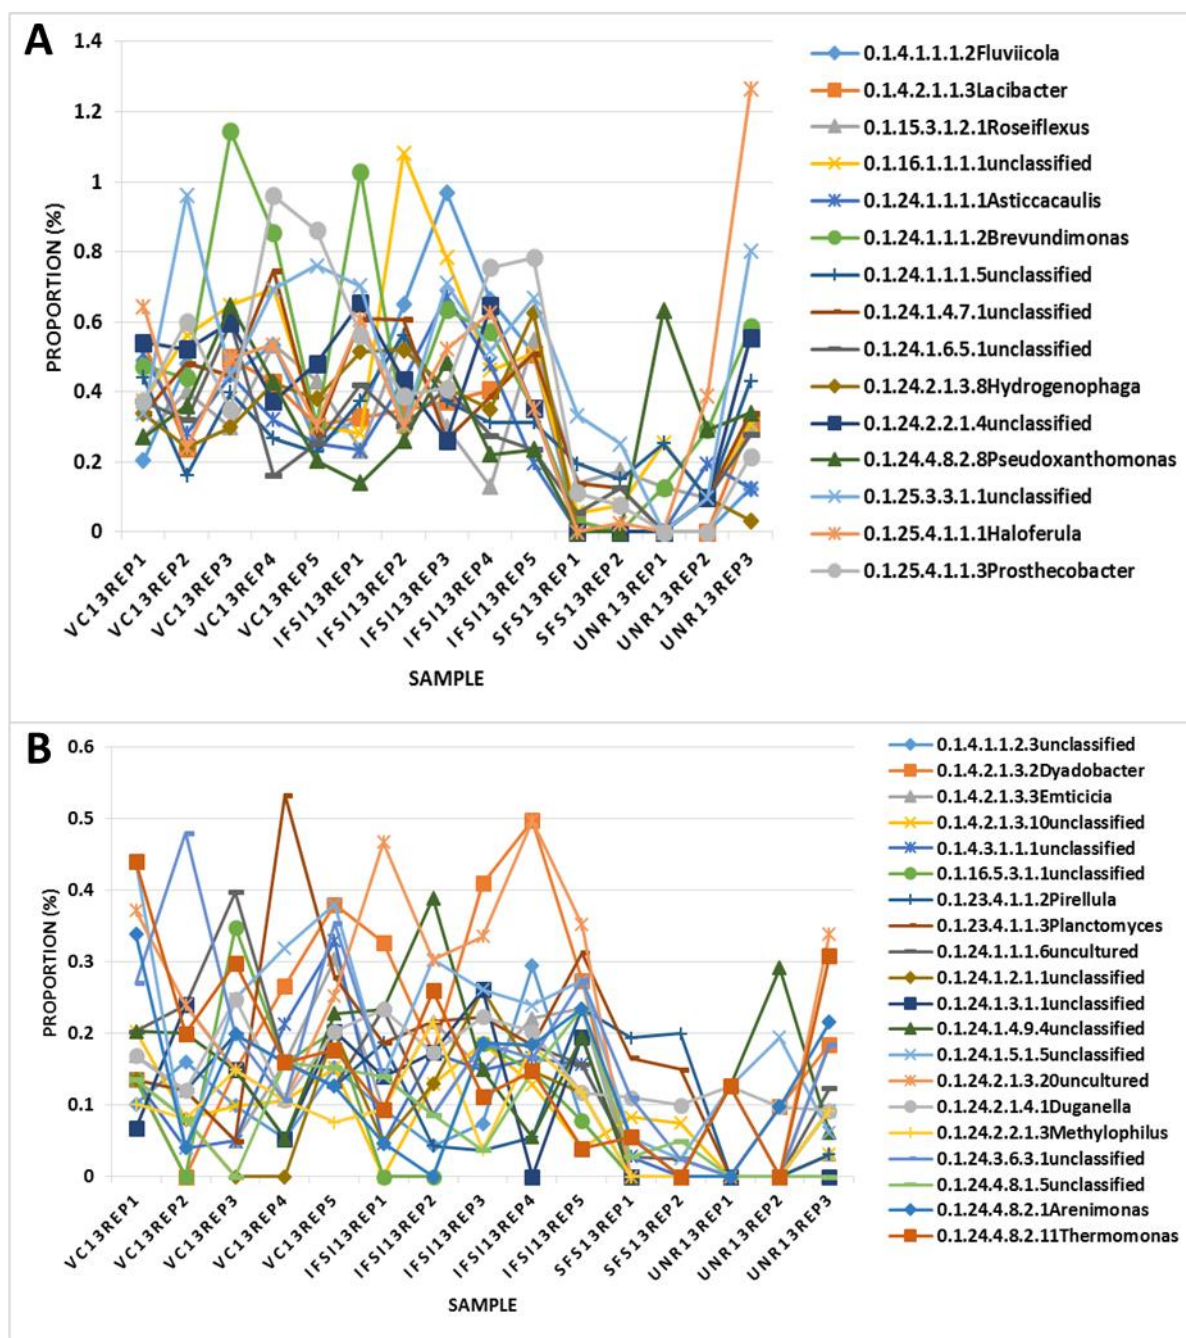 A
1.4
1.2
1
0.8
0.6
0.4
0.2
0
PROPORTION (%)
VC13REP1
VC13REP2
VC13REP3
VC13REP4
VC13REP5
IFSI13REP1
IFSI13REP2
IFSI13REP3
IFSI13REP4
IFSI13REP5
SFS13REP1
SFS13REP2
UNR13REP1
UNR13REP2
UNR13REP3
SAMPLE
0.1.4.1.1.1.2Fluviicola
0.1.4.2.1.1.3Lacibacter
0.1.15.3.1.2.1Roseiflexus
0.1.16.1.1.1.1unclassified
0.1.24.1.1.1.1Asticcacaulis
0.1.24.1.1.1.2Brevundimonas
0.1.24.1.1.1.5unclassified
0.1.24.1.4.7.1unclassified
0.1.24.1.6.5.1unclassified
0.1.24.2.1.3.8Hydrogenophaga
0.1.24.2.2.1.4unclassified
0.1.24.4.8.2.8Pseudoxanthomonas
0.1.25.3.3.1.1unclassified
0.1.25.4.1.1.1Haloferula
0.1.25.4.1.1.3Prosthecobacter
B
0.6
0.5
0.4
0.3
0.2
0.1
0
PROPORTION (%)
VC13REP1
VC13REP2
VC13REP3
VC13REP4
VC13REP5
IFSI13REP1
IFSI13REP2
IFSI13REP3
IFSI13REP4
IFSI13REP5
SFS13REP1
SFS13REP2
UNR13REP1
UNR13REP2
UNR13REP3
SAMPLE
0.1.4.1.1.2.3unclassified
0.1.4.2.1.3.2Dyadobacter
0.1.4.2.1.3.3Emticicia
0.1.4.2.1.3.10unclassified
0.1.4.3.1.1.1unclassified
0.1.16.5.3.1.1unclassified
0.1.23.4.1.1.2Pirellula
0.1.23.4.1.1.3Planctomyces
0.1.24.1.1.1.6uncultured
0.1.24.1.2.1.1unclassified
0.1.24.1.3.1.1unclassified
0.1.24.1.4.9.4unclassified
0.1.24.1.5.1.5unclassified
0.1.24.2.1.3.20uncultured
0.1.24.2.1.4.1Duganella
0.1.24.2.2.1.3Methylophilus
0.1.24.3.6.3.1unclassified
0.1.24.4.8.1.5unclassified
0.1.24.4.8.2.1Arenimonas
0.1.24.4.8.2.11Thermomonas